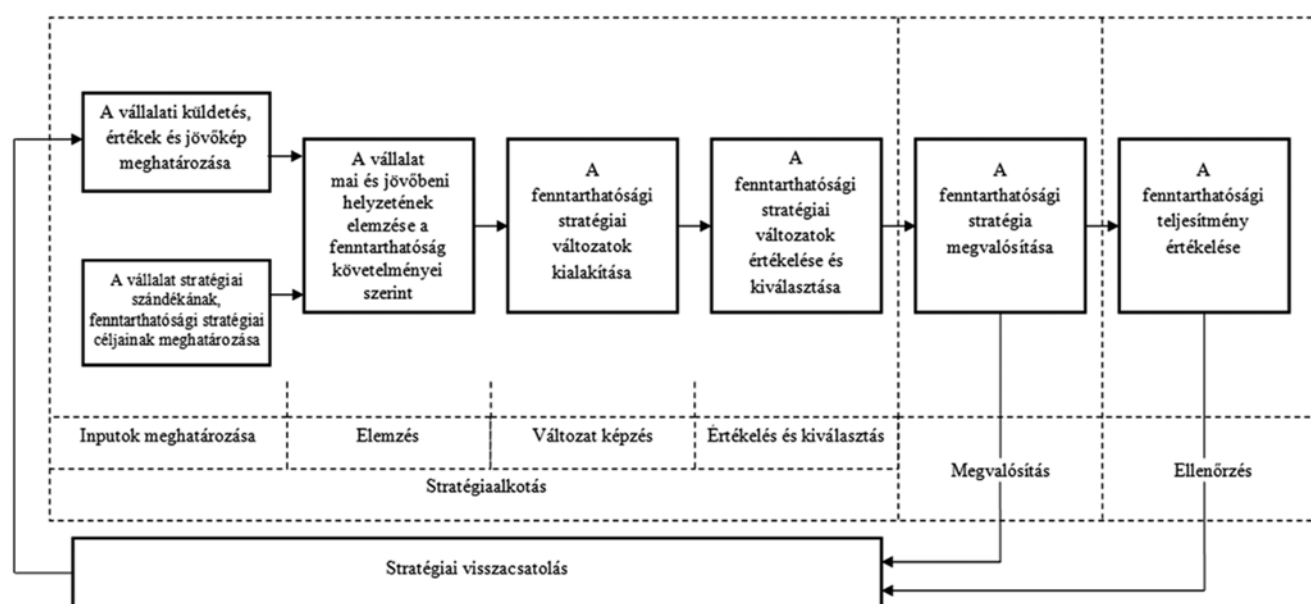 A vállalati küldetés,
értékek és jövőkép
meghatározása
A vállalat stratégiai
szándékának,
fenntarthatósági stratégiai
céljainak meghatározása
A vállalat
mai és jövőbeni
helyzetének
elemzése a
fenntarthatóság
követelményei
szerint
A
fenntarthatósági
stratégiai
változatok
kialakítása
A
fenntarthatósági
stratégiai
változatok
értékelése és
kiválasztása
A
fenntarthatósági
stratégia
megvalósítása
A
fenntarthatósági
teljesítmény
értékelése
Inputok meghatározása
Elemzés
Változat képzés
Értékelés és kiválasztás
Stratégiaalkotás
Megvalósítás
Ellenőrzés
Stratégiai visszacsatolás